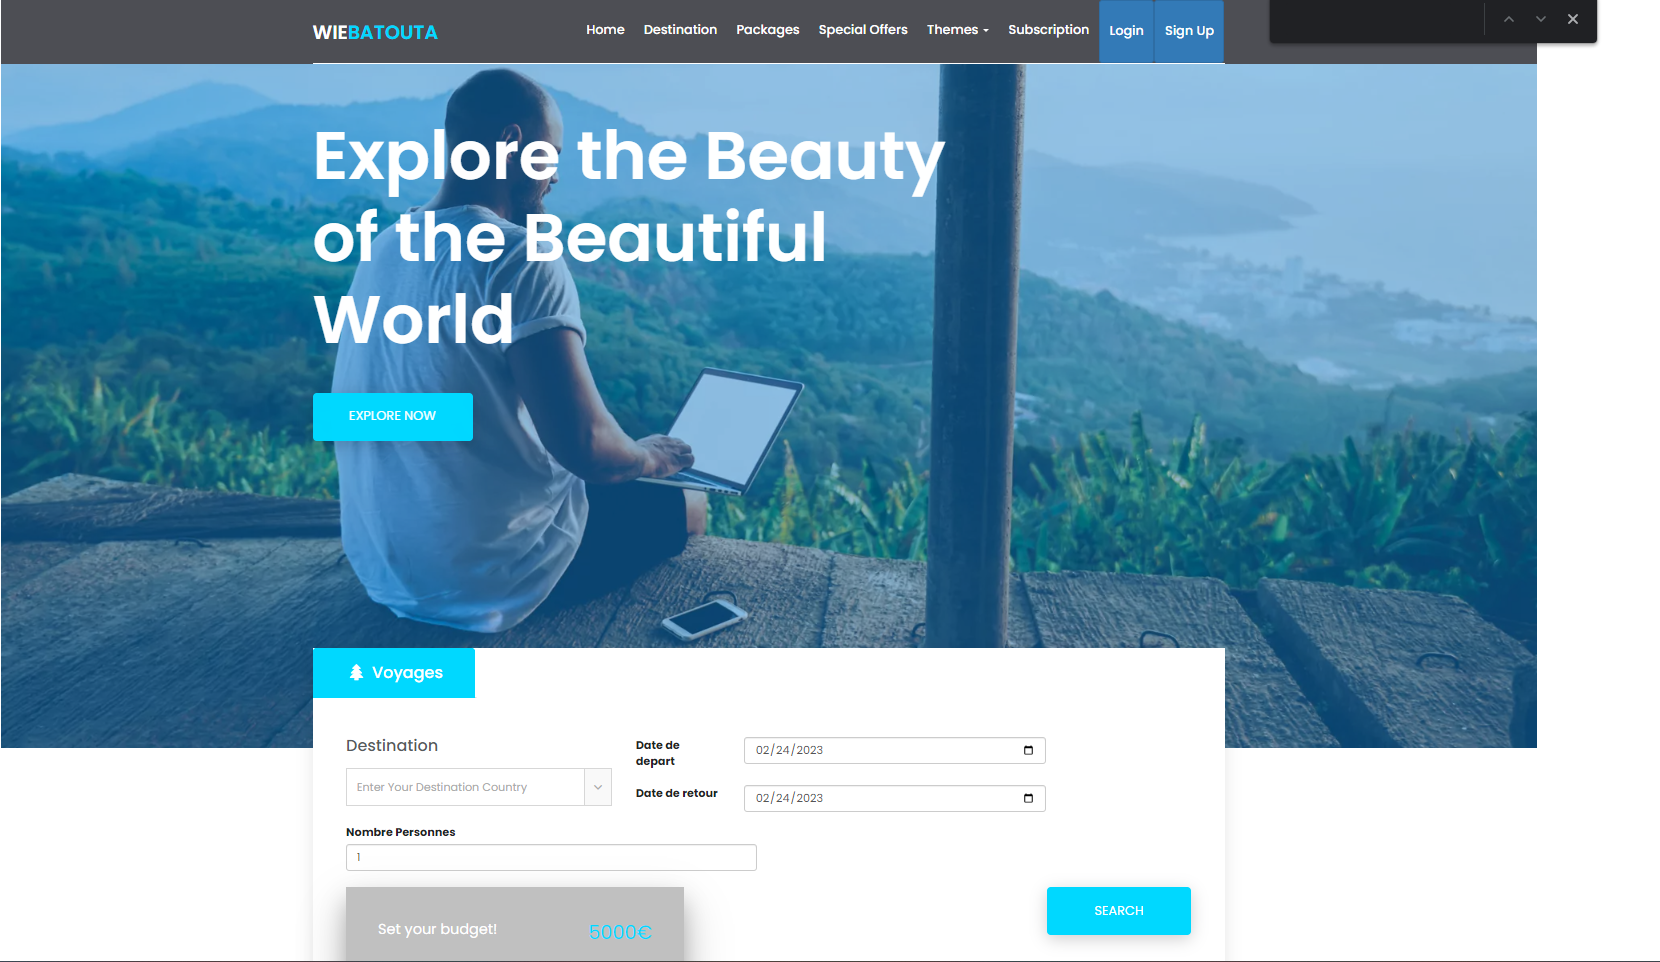 WIEBATOUTA
Home Destination Packages Special Offers Themes Subscription Login Sign Up
Explore the Beauty
of the Beautiful
World
EXPLORE NOW
Voyages
Destination
Enter Your Destination Country
Date de
depart
02/24/2023
Date de retour
02/24/2023
Nombre Personnes
1
Set your budget!
5000€
SEARCH